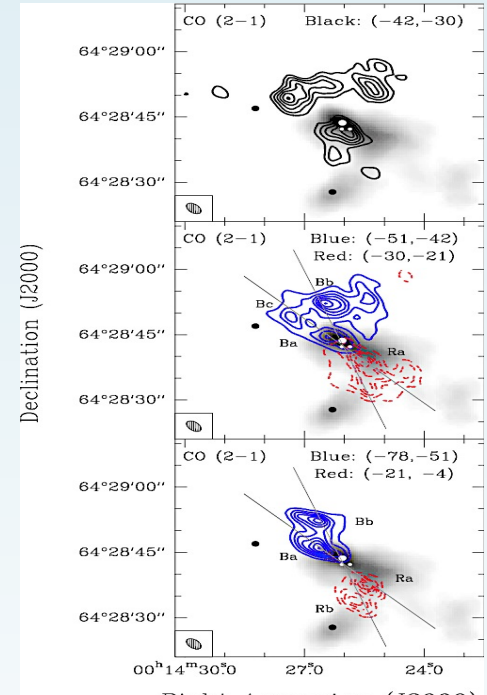 CO (2−1) Black: (−42,−30)
64°29′00″
64°28′45″
64°28′30″
CO (2−1) Blue: (−51,−42)
Red: (−30,−21)
64°29′00″
Bb
Bc
64°28′45″
Ba
Ra
64°28′30″
Declination (J2000)
CO (2−1) Blue: (−78,−51)
Red: (−21, −4)
64°29′00″
Bb
64°28′45″
Ba
Ra
Rb
64°28′30″
00ʰ14ᵐ30.ˢ0 27.ˢ0 24.ˢ0